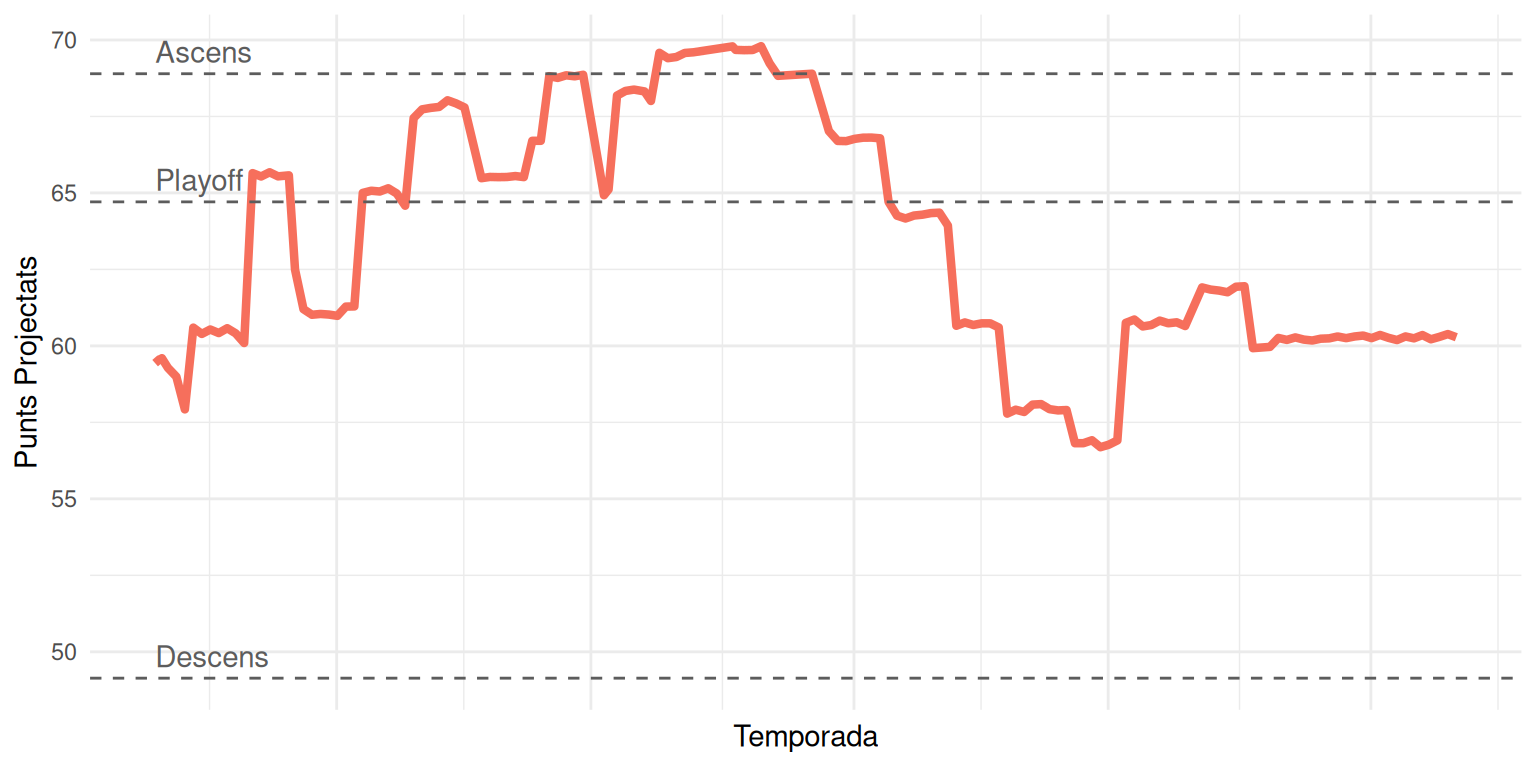 70
Ascens
Playoff
65
60
55
50
Descens
Punts Projectats
Temporada